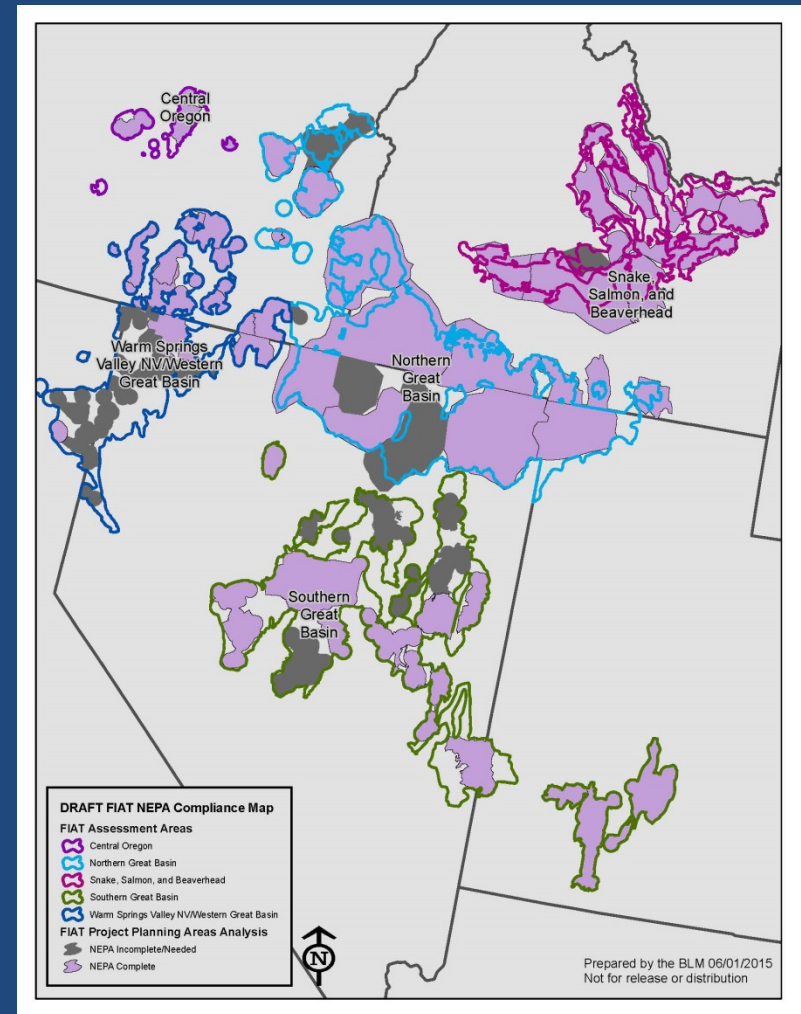 Central
Oregon
Snake,
Salmon, and
Beaverhead
Warm Springs
Valley NV/Western
Great Basin
Northern
Great
Basin
Southern
Great
Basin
DRAFT FIAT NEPA Compliance Map
FIAT Assessment Areas
Central Oregon
Northern Great Basin
Snake, Salmon, and Beaverhead
Southern Great Basin
Warm Springs Valley NV/Western Great Basin
FIAT Project Planning Areas Analysis
NEPA Incomplete/Needed
NEPA Complete
N
Prepared by the BLM 06/01/2015
Not for release or distribution